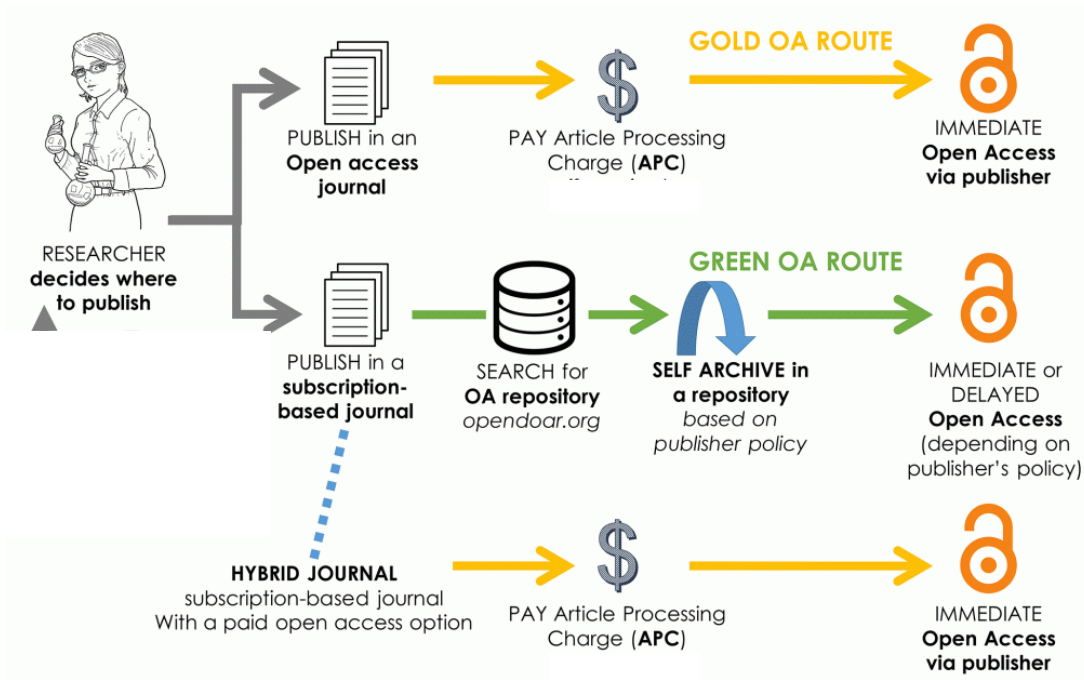 GOLD OA ROUTE
PUBLISH in an
Open access
journal
PAY Article Processing
Charge (APC)
IMMEDIATE
Open Access
via publisher
RESEARCHER
decides where
to publish
GREEN OA ROUTE
PUBLISH in a
subscription-
based journal
SEARCH for
OA repository
opendoar.org
SELF ARCHIVE in
a repository
based on
publisher policy
IMMEDIATE or
DELAYED
Open Access
(depending on
publisher's policy)
HYBRID JOURNAL
subscription-based journal
With a paid open access option
PAY Article Processing
Charge (APC)
IMMEDIATE
Open Access
via publisher